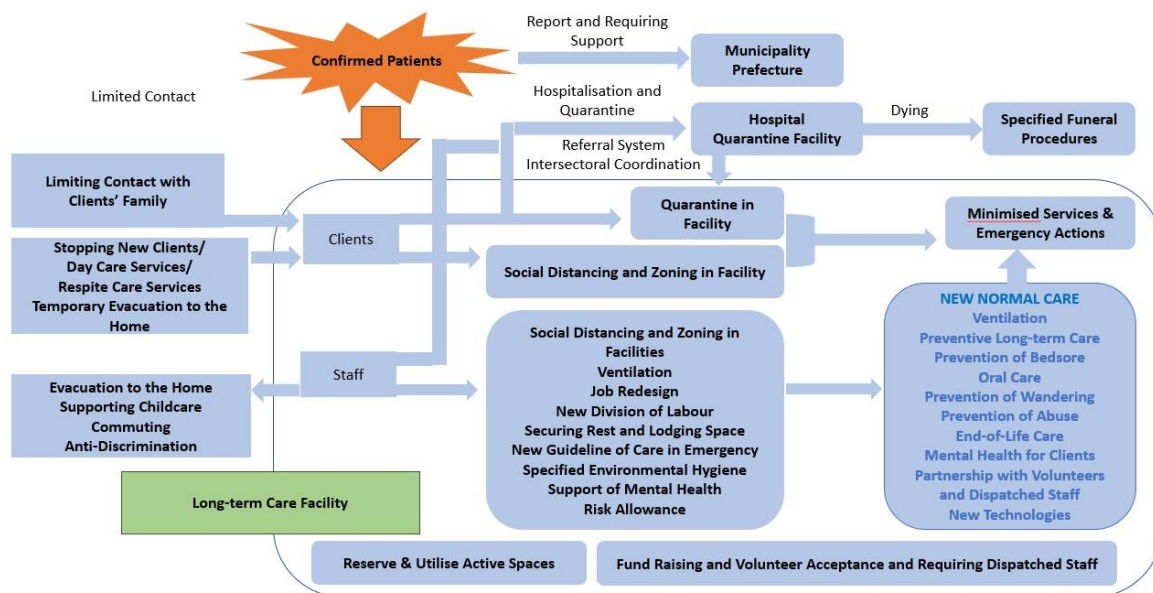 Report and Requiring
Support
Confirmed Patients
Municipality
Prefecture
Limited Contact
Hospitalisation and
Quarantine
Hospital
Quarantine Facility
Dying
Specified Funeral
Procedures
Referral System
Intersectoral Coordination
Limiting Contact with
Clients' Family
Clients
Quarantine in
Facility
Minimised Services &
Emergency Actions
Stopping New Clients/
Day Care Services/
Respite Care Services
Temporary Evacuation to the
Home
Social Distancing and Zoning in Facility
NEW NORMAL CARE
Ventilation
Preventive Long-term Care
Prevention of Bedsore
Oral Care
Prevention of Wandering
Prevention of Abuse
End-of-Life Care
Mental Health for Clients
Partnership with Volunteers
and Dispatched Staff
New Technologies
Staff
Social Distancing and Zoning in
Facilities
Ventilation
Job Redesign
New Division of Labour
Securing Rest and Lodging Space
New Guideline of Care in Emergency
Specified Environmental Hygiene
Support of Mental Health
Risk Allowance
Evacuation to the Home
Supporting Childcare
Commuting
Anti-Discrimination
Long-term Care Facility
Reserve & Utilise Active Spaces
Fund Raising and Volunteer Acceptance and Requiring Dispatched Staff